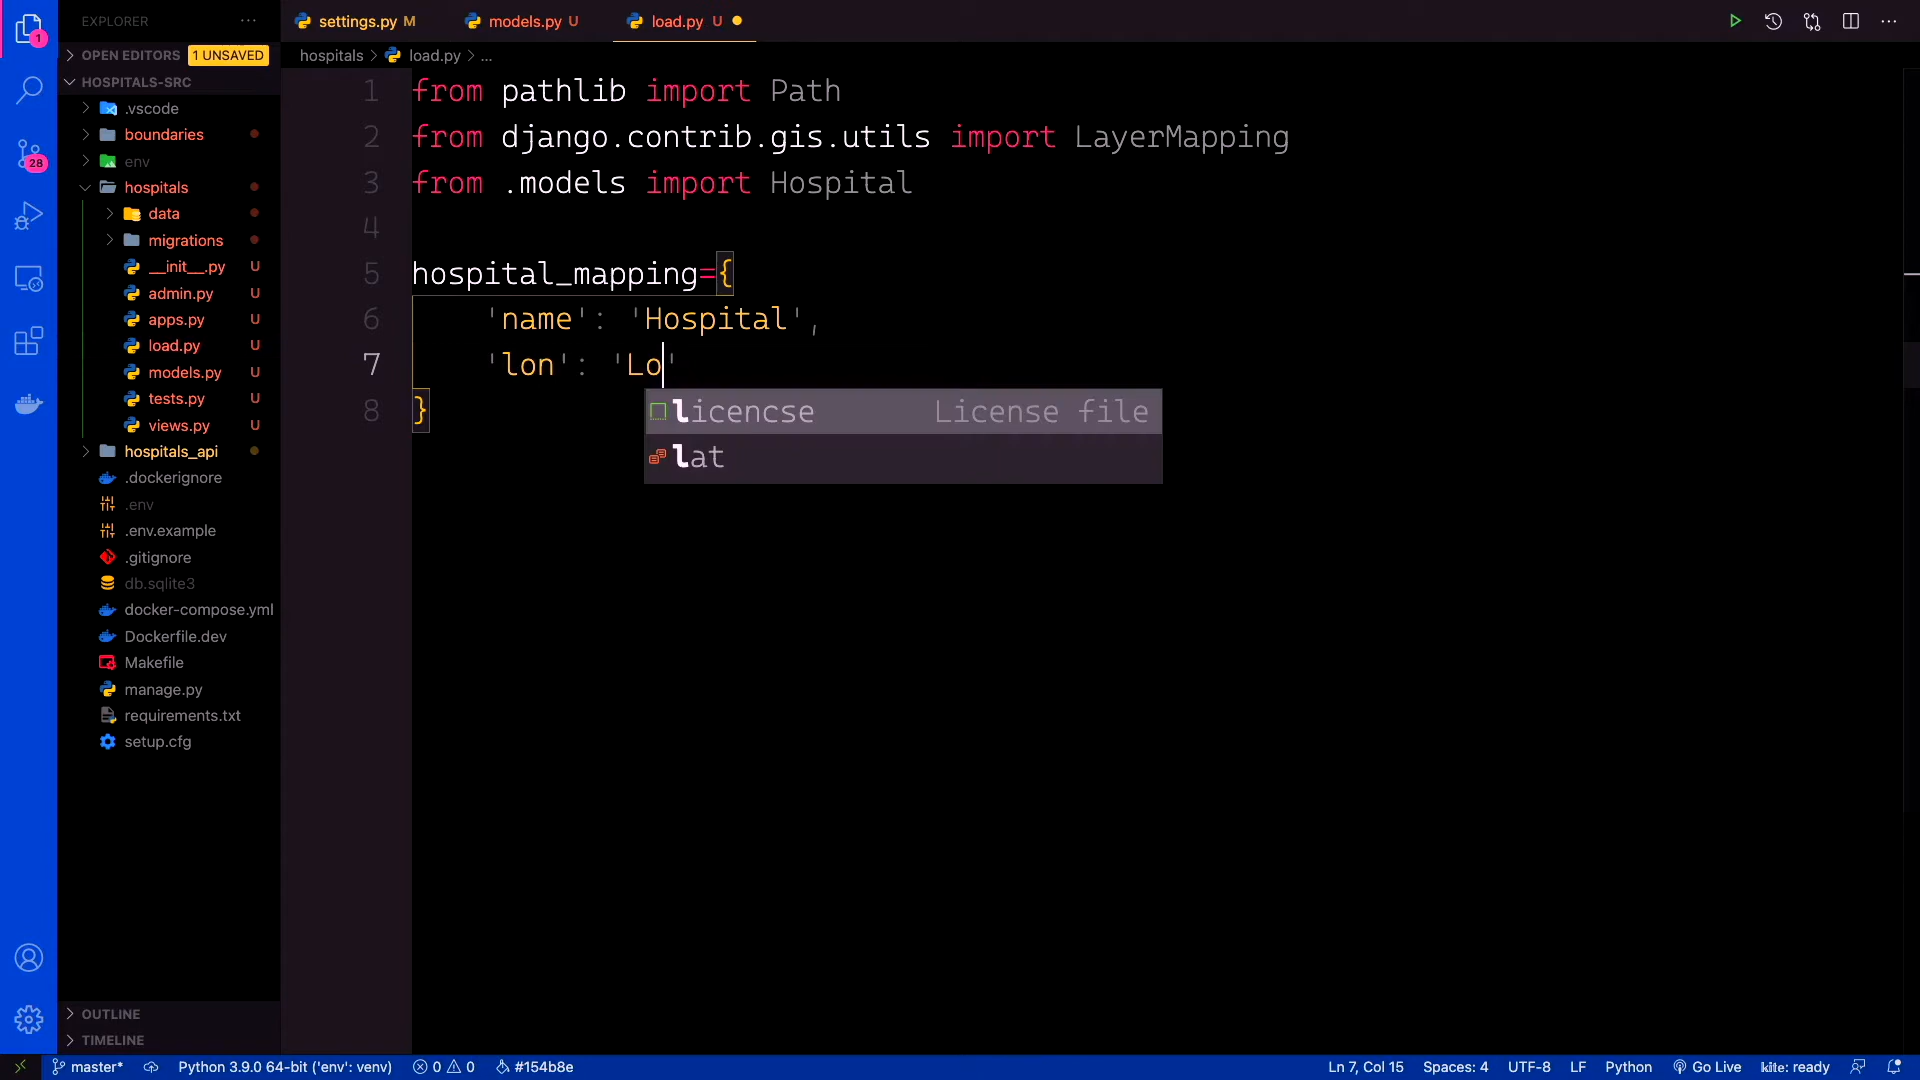 EXPLORER
···
settings.py M
models.py U
load.py U
OPEN EDITORS 1 UNSAVED
HOSPITALS-SRC
.vscode
boundaries
env
hospitals
data
migrations
__init__.py U
admin.py U
apps.py U
load.py U
models.py U
tests.py U
views.py U
hospitals_api
.dockerignore
.env
.env.example
.gitignore
db.sqlite3
docker-compose.yml
Dockerfile.dev
Makefile
manage.py
requirements.txt
setup.cfg
OUTLINE
TIMELINE
1
28
hospitals > load.py > ...
1 from pathlib import Path
2 from django.contrib.gis.utils import LayerMapping
3 from .models import Hospital
4
5 hospital_mapping={
6 'name': 'Hospital',
7 'lon': 'Lo'
8 }
licencse License file
lat
master* Python 3.9.0 64-bit ('env': venv) 0 0 #154b8e Ln 7, Col 15 Spaces: 4 UTF-8 LF Python Go Live kite: ready